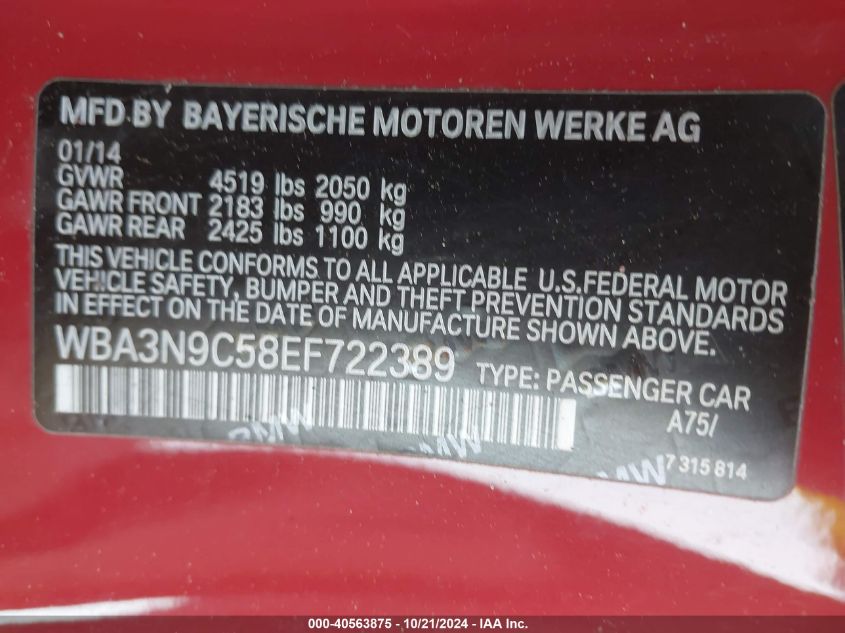 MFD BY BAYERISCHE MOTOREN WERKE AG
01/14
GVWR 4519 lbs 2050 kg
GAWR FRONT 2183 lbs 990 kg
GAWR REAR 2425 lbs 1100 kg
THIS VEHICLE CONFORMS TO ALL APPLICABLE U.S.FEDERAL MOTOR
VEHICLE SAFETY, BUMPER AND THEFT PREVENTION STANDARDS
IN EFFECT ON THE DATE OF MANUFACTURE SHOWN ABOVE.
WBA3N9C58EF722389 TYPE: PASSENGER CAR
A75/
BMW BMW BMW 7 315 814
000-40563875 / 10/21/2024 - IAA Inc.